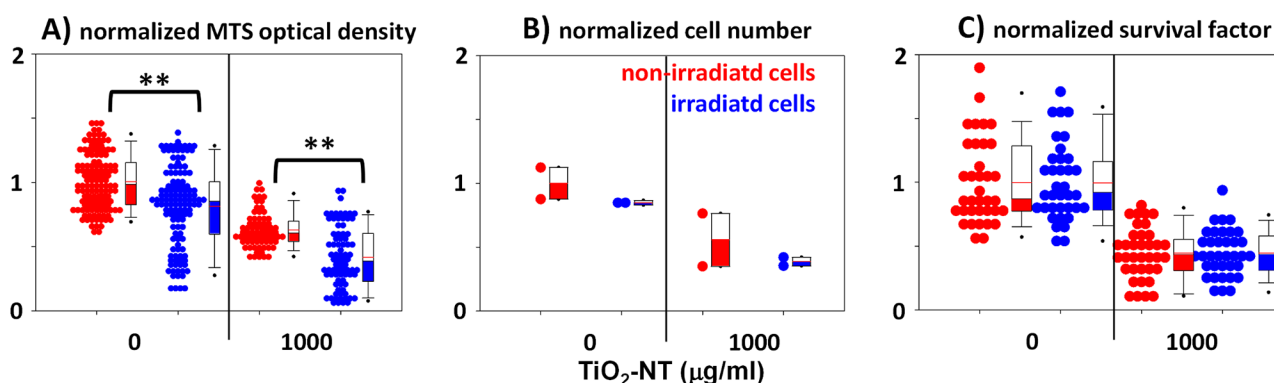 A) normalized MTS optical density
2
1
0
**
**
0
1000
B) normalized cell number
2
1
0
non-irradiatd cells
irradiatd cells
0
1000
TiO₂-NT (µg/ml)
C) normalized survival factor
2
1
0
0
1000